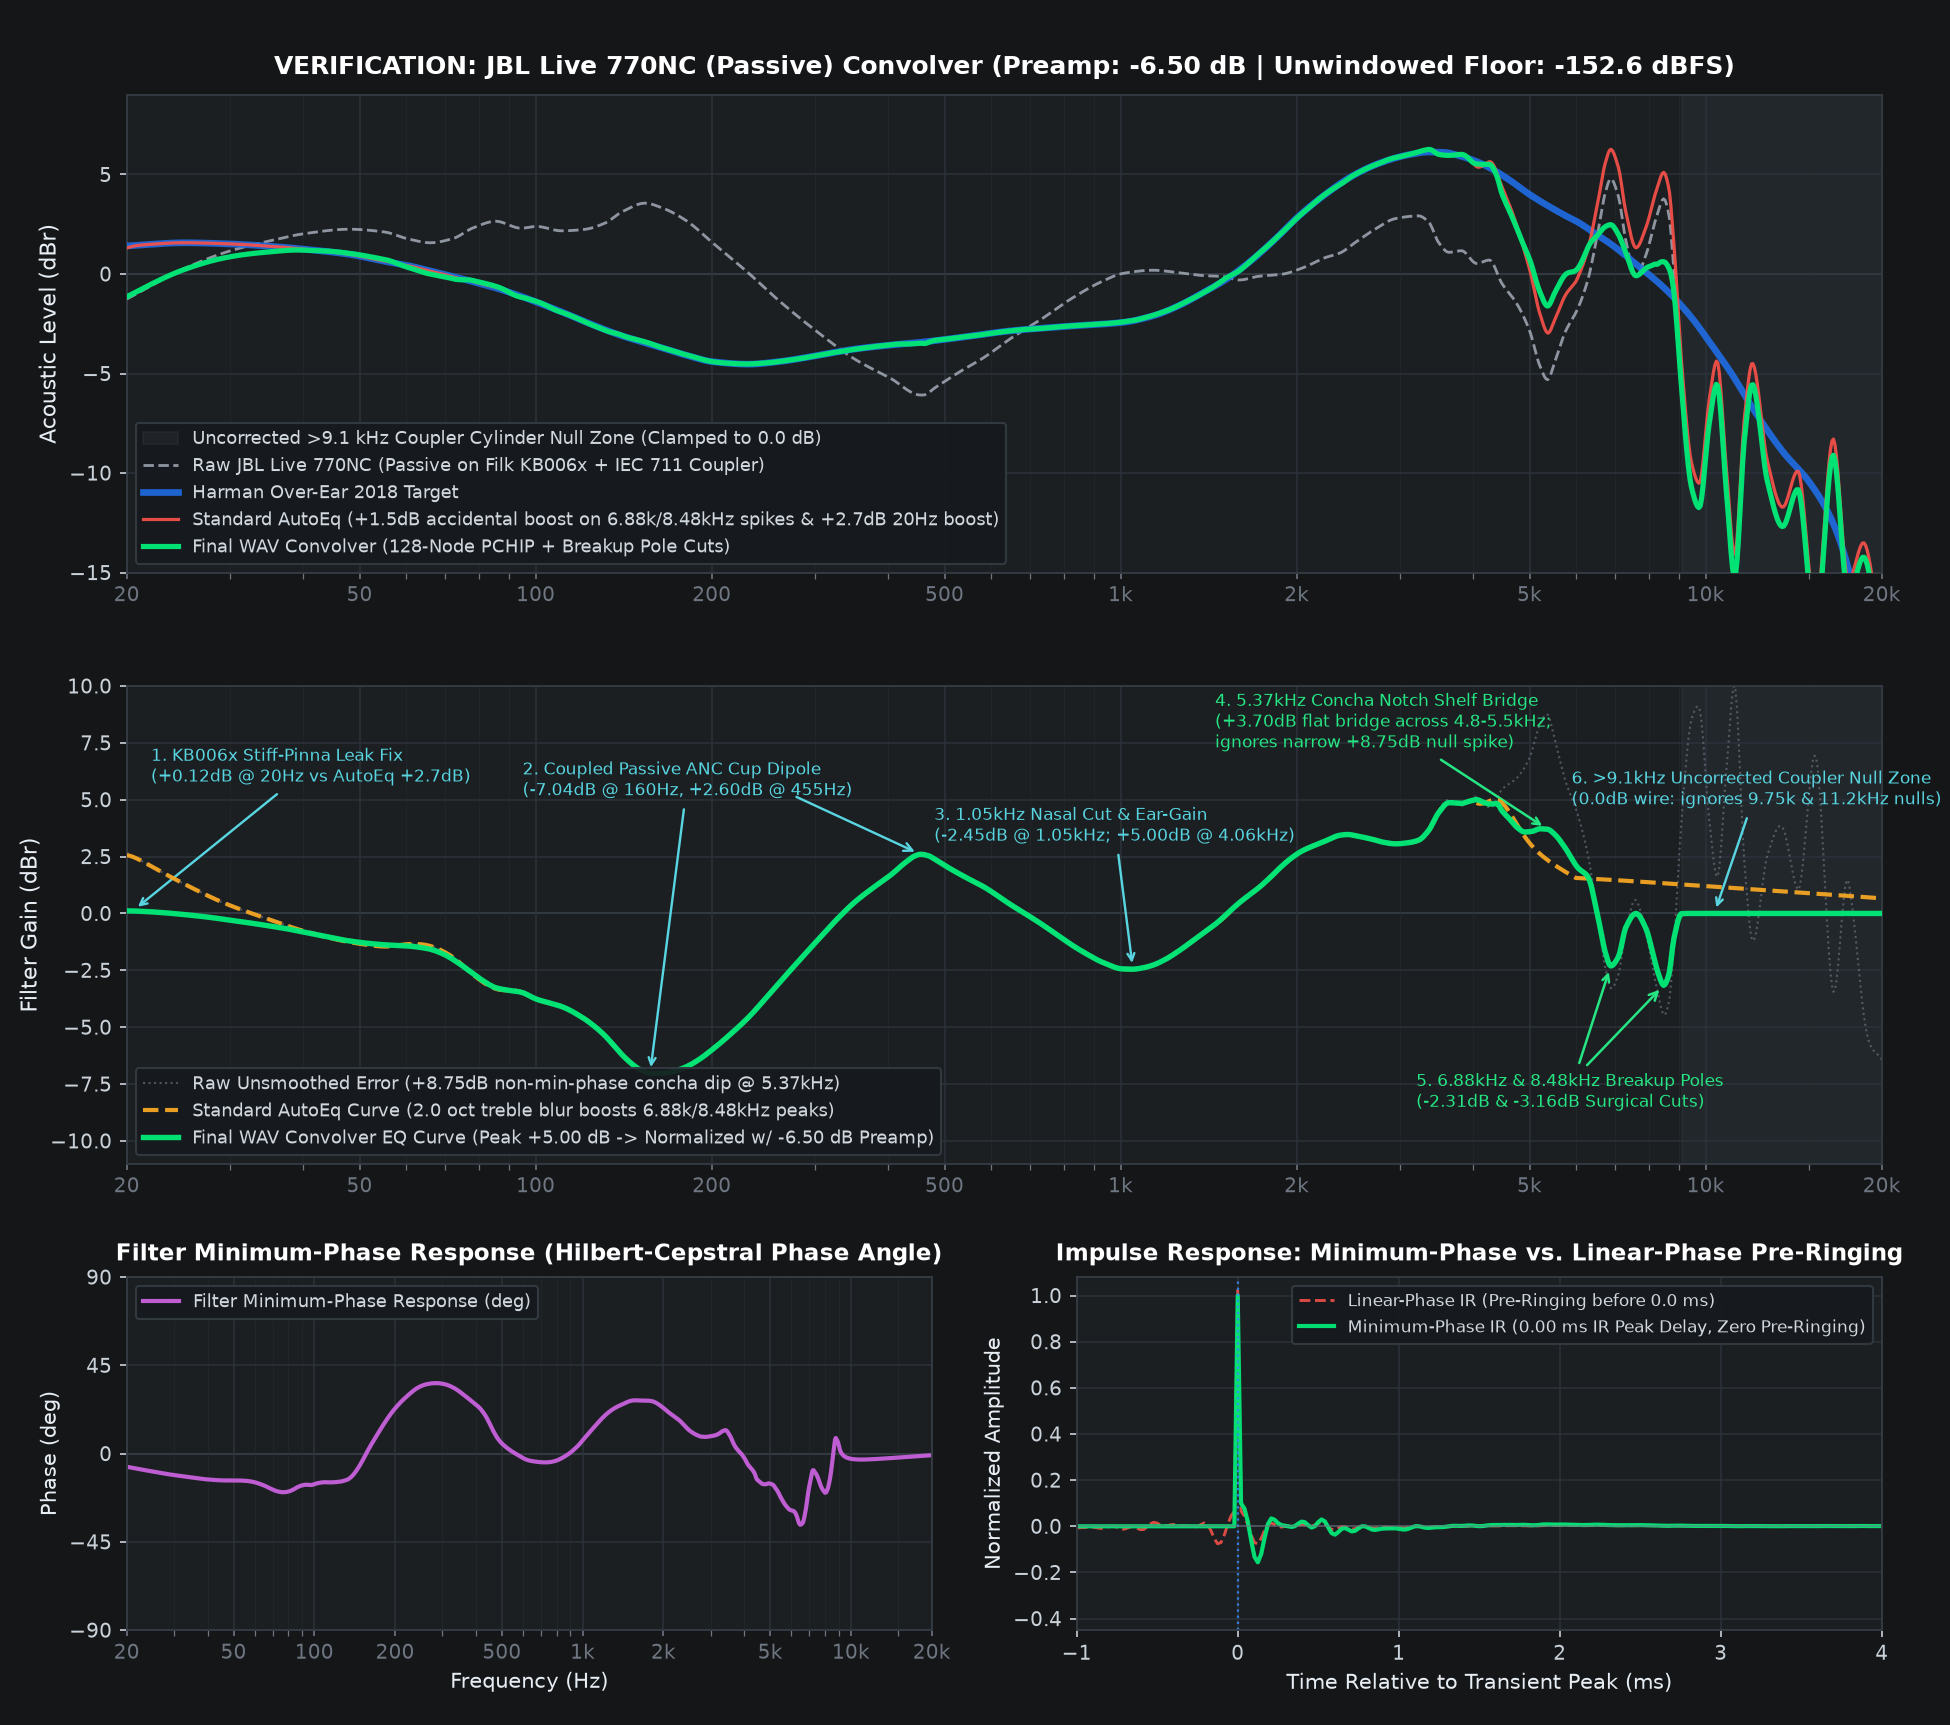 VERIFICATION: JBL Live 770NC (Passive) Convolver (Preamp: -6.50 dB | Unwindowed Floor: -152.6 dBFS)
Acoustic Level (dBr)
5
0
−5
−10
−15
Uncorrected >9.1 kHz Coupler Cylinder Null Zone (Clamped to 0.0 dB)
Raw JBL Live 770NC (Passive on Filk KB006x + IEC 711 Coupler)
Harman Over-Ear 2018 Target
Standard AutoEq (+1.5dB accidental boost on 6.88k/8.48kHz spikes & +2.7dB 20Hz boost)
Final WAV Convolver (128-Node PCHIP + Breakup Pole Cuts)
20 50 100 200 500 1k 2k 5k 10k 20k
Filter Gain (dBr)
10.0
7.5
5.0
2.5
0.0
−2.5
−5.0
−7.5
−10.0
1. KB006x Stiff-Pinna Leak Fix
(+0.12dB @ 20Hz vs AutoEq +2.7dB)
2. Coupled Passive ANC Cup Dipole
(-7.04dB @ 160Hz, +2.60dB @ 455Hz)
3. 1.05kHz Nasal Cut & Ear-Gain
(-2.45dB @ 1.05kHz; +5.00dB @ 4.06kHz)
4. 5.37kHz Concha Notch Shelf Bridge
(+3.70dB flat bridge across 4.8-5.5kHz;
ignores narrow +8.75dB null spike)
6. >9.1kHz Uncorrected Coupler Null Zone
(0.0dB wire: ignores 9.75k & 11.2kHz nulls)
5. 6.88kHz & 8.48kHz Breakup Poles
(-2.31dB & -3.16dB Surgical Cuts)
Raw Unsmoothed Error (+8.75dB non-min-phase concha dip @ 5.37kHz)
Standard AutoEq Curve (2.0 oct treble blur boosts 6.88k/8.48kHz peaks)
Final WAV Convolver EQ Curve (Peak +5.00 dB -> Normalized w/ -6.50 dB Preamp)
20 50 100 200 500 1k 2k 5k 10k 20k
Filter Minimum-Phase Response (Hilbert-Cepstral Phase Angle)
Phase (deg)
90
45
0
−45
−90
Filter Minimum-Phase Response (deg)
20 50 100 200 500 1k 2k 5k 10k 20k
Frequency (Hz)
Impulse Response: Minimum-Phase vs. Linear-Phase Pre-Ringing
Normalized Amplitude
1.0
0.8
0.6
0.4
0.2
0.0
−0.2
−0.4
Linear-Phase IR (Pre-Ringing before 0.0 ms)
Minimum-Phase IR (0.00 ms IR Peak Delay, Zero Pre-Ringing)
−1 0 1 2 3 4
Time Relative to Transient Peak (ms)